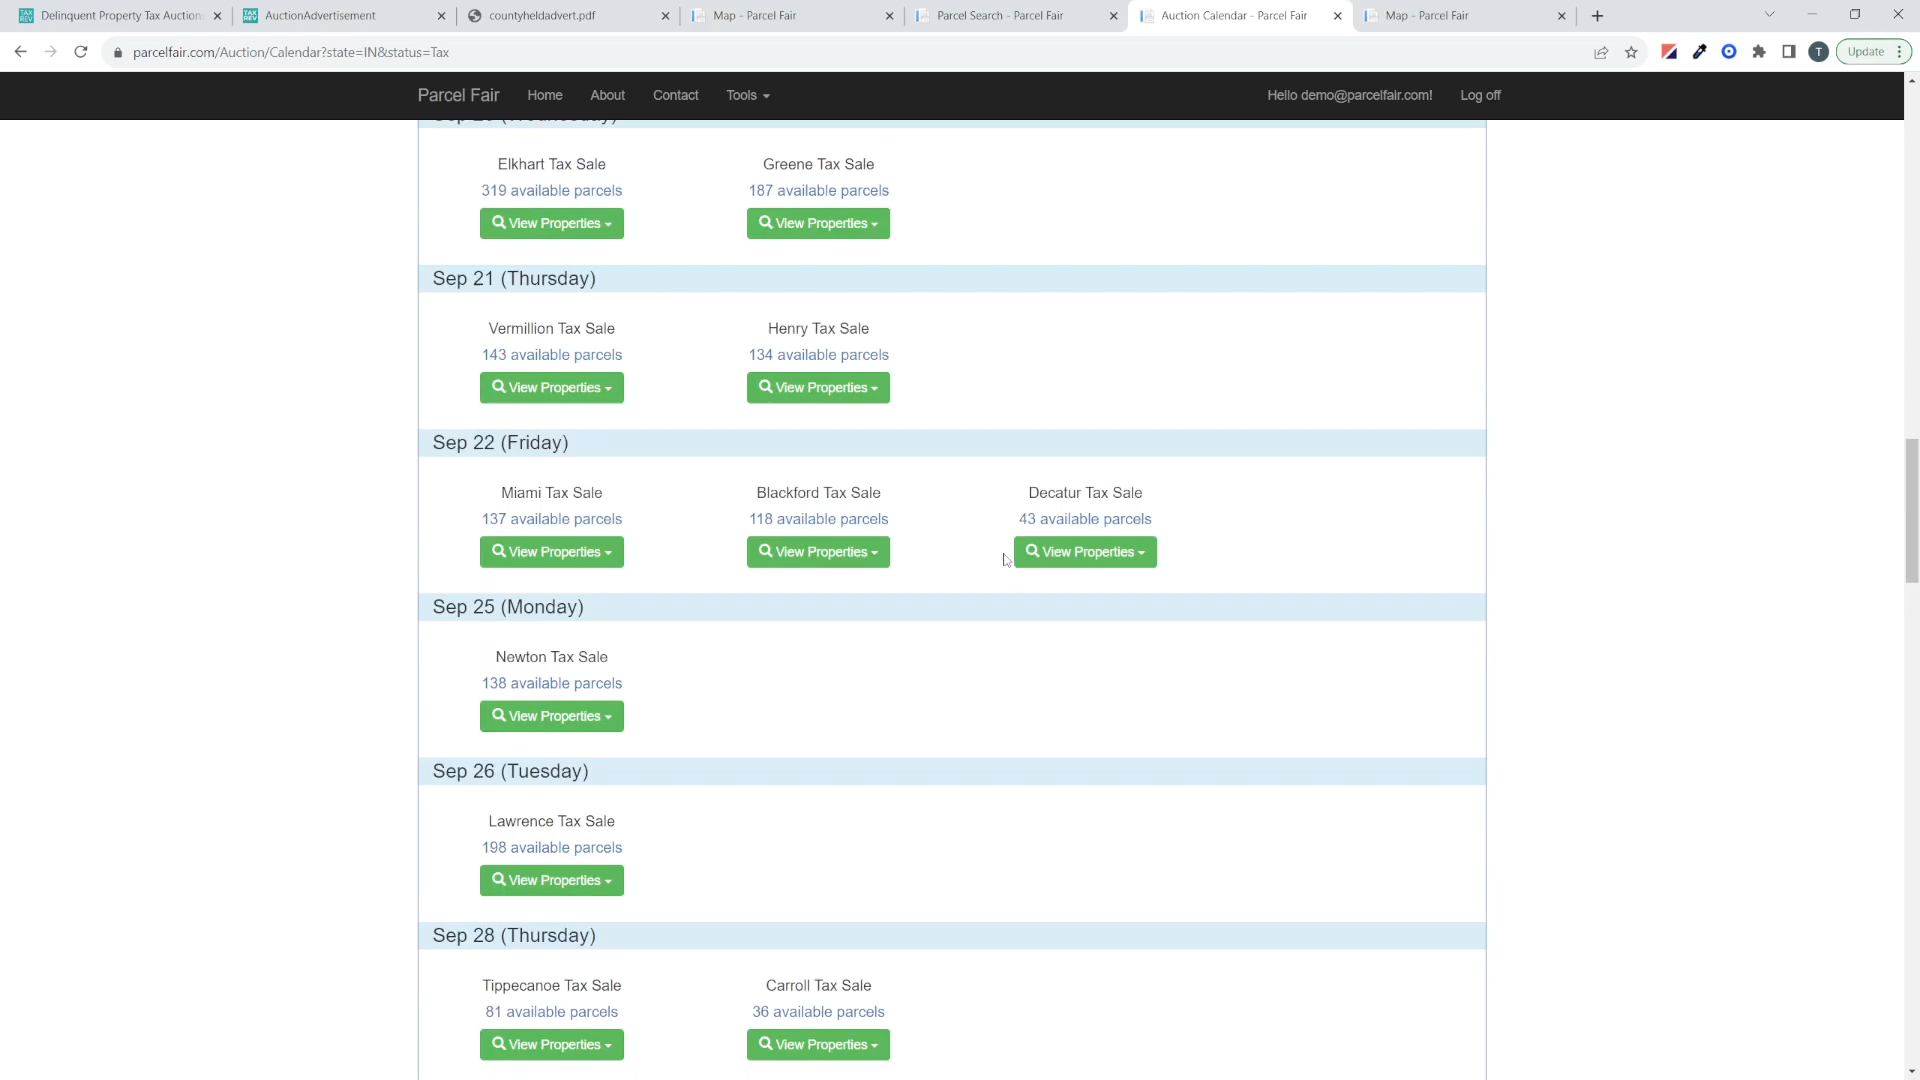 Delinquent Property Tax Auction
AuctionAdvertisement
countyheldadvert.pdf
Map - Parcel Fair
Parcel Search - Parcel Fair
Auction Calendar - Parcel Fair
Map - Parcel Fair
parcelfair.com/Auction/Calendar?state=IN&status=Tax
T
Update
Parcel Fair
Home
About
Contact
Tools
Hello demo@parcelfair.com!
Log off
Elkhart Tax Sale
Greene Tax Sale
319 available parcels
187 available parcels
View Properties
View Properties
Sep 21 (Thursday)
Vermillion Tax Sale
Henry Tax Sale
143 available parcels
134 available parcels
View Properties
View Properties
Sep 22 (Friday)
Miami Tax Sale
Blackford Tax Sale
Decatur Tax Sale
137 available parcels
118 available parcels
43 available parcels
View Properties
View Properties
View Properties
Sep 25 (Monday)
Newton Tax Sale
138 available parcels
View Properties
Sep 26 (Tuesday)
Lawrence Tax Sale
198 available parcels
View Properties
Sep 28 (Thursday)
Tippecanoe Tax Sale
Carroll Tax Sale
81 available parcels
36 available parcels
View Properties
View Properties